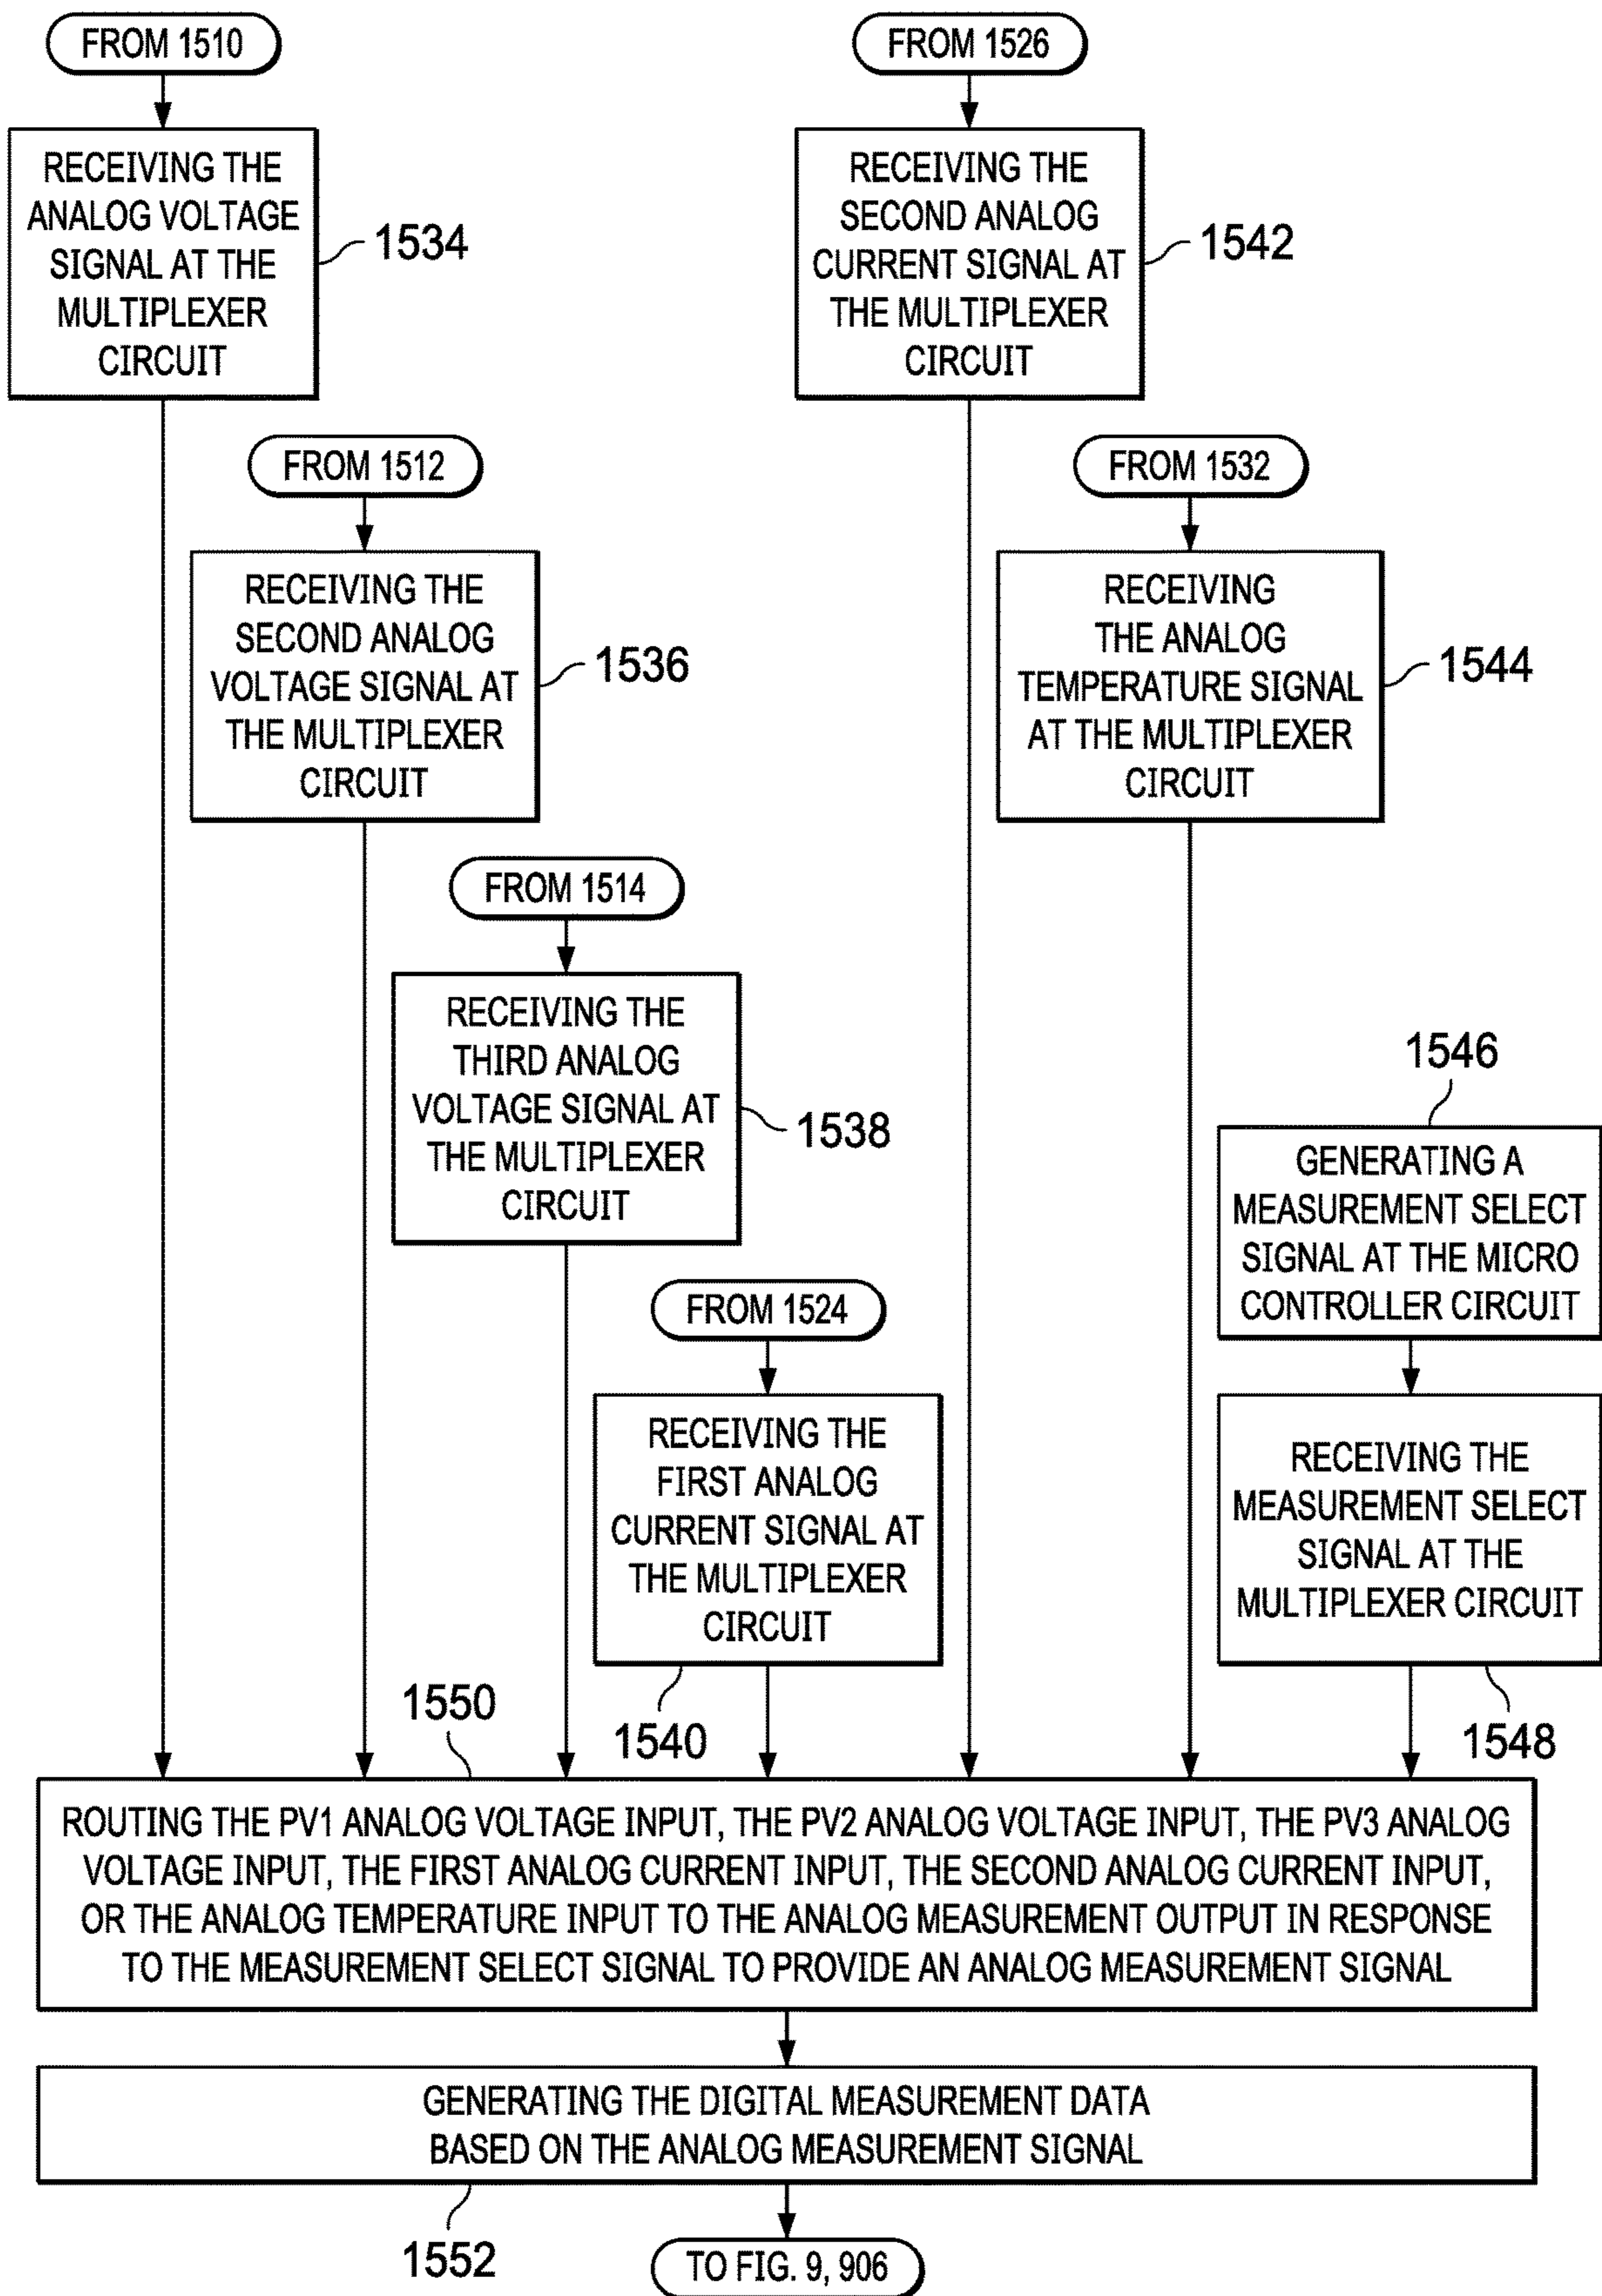 FROM 1510
RECEIVING THE
ANALOG VOLTAGE
SIGNAL AT THE
MULTIPLEXER
CIRCUIT
1534
FROM 1526
RECEIVING THE
SECOND ANALOG
CURRENT SIGNAL AT
THE MULTIPLEXER
CIRCUIT
1542
FROM 1512
RECEIVING THE
SECOND ANALOG
VOLTAGE SIGNAL AT
THE MULTIPLEXER
CIRCUIT
1536
FROM 1532
RECEIVING
THE ANALOG
TEMPERATURE SIGNAL
AT THE MULTIPLEXER
CIRCUIT
1544
FROM 1514
RECEIVING THE
THIRD ANALOG
VOLTAGE SIGNAL AT
THE MULTIPLEXER
CIRCUIT
1538
1546
GENERATING A
MEASUREMENT SELECT
SIGNAL AT THE MICRO
CONTROLLER CIRCUIT
FROM 1524
RECEIVING THE
FIRST ANALOG
CURRENT SIGNAL AT
THE MULTIPLEXER
CIRCUIT
1540
RECEIVING THE
MEASUREMENT SELECT
SIGNAL AT THE
MULTIPLEXER CIRCUIT
1548
1550
ROUTING THE PV1 ANALOG VOLTAGE INPUT, THE PV2 ANALOG VOLTAGE INPUT, THE PV3 ANALOG
VOLTAGE INPUT, THE FIRST ANALOG CURRENT INPUT, THE SECOND ANALOG CURRENT INPUT,
OR THE ANALOG TEMPERATURE INPUT TO THE ANALOG MEASUREMENT OUTPUT IN RESPONSE
TO THE MEASUREMENT SELECT SIGNAL TO PROVIDE AN ANALOG MEASUREMENT SIGNAL
GENERATING THE DIGITAL MEASUREMENT DATA
BASED ON THE ANALOG MEASUREMENT SIGNAL
1552
TO FIG. 9, 906